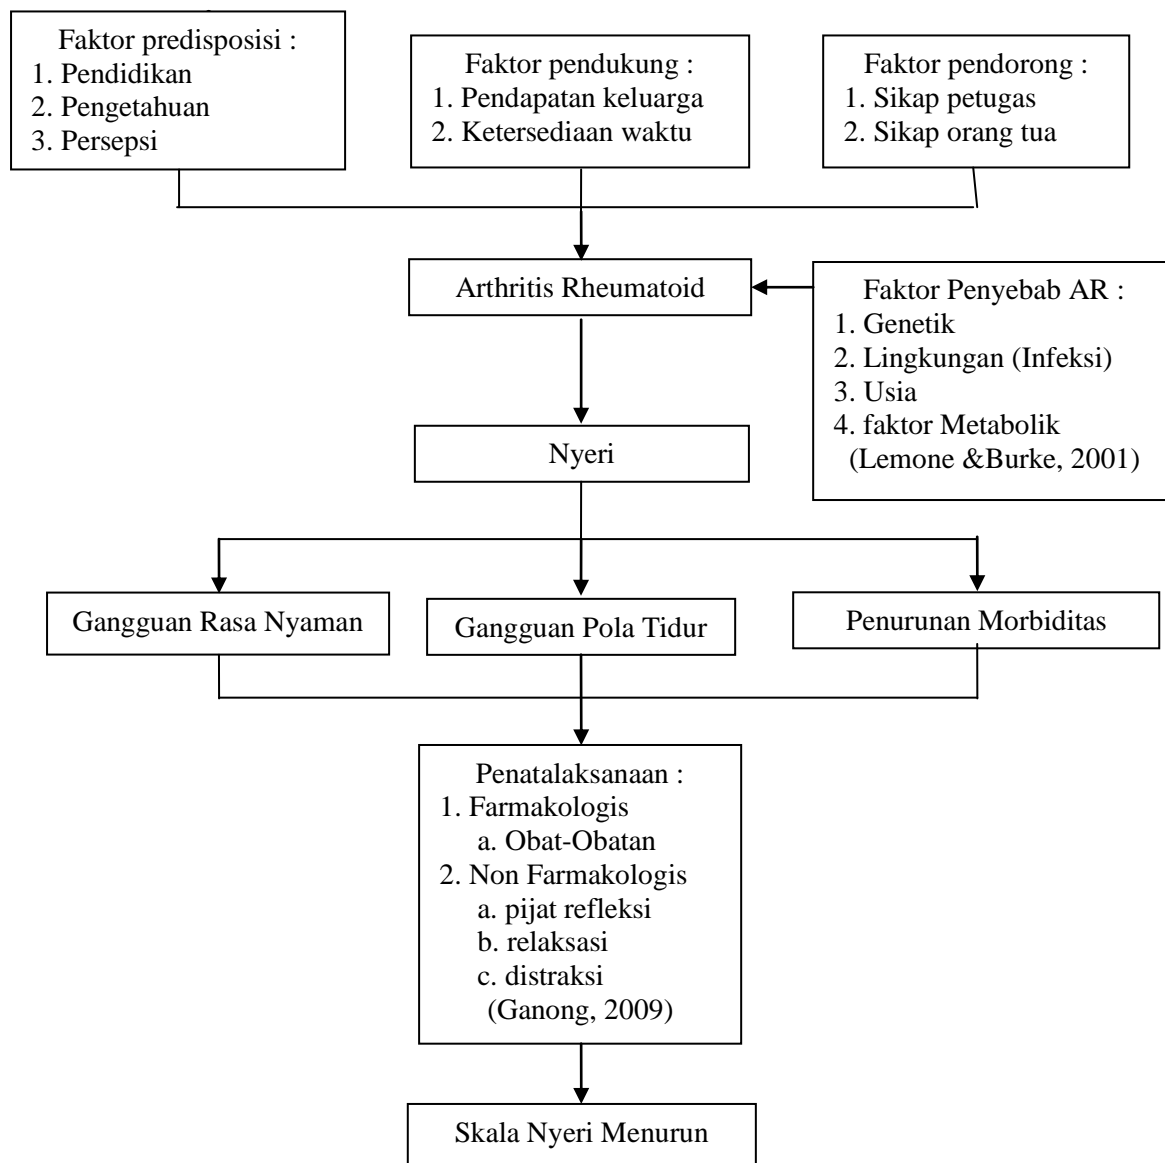 Faktor predisposisi :
1. Pendidikan
2. Pengetahuan
3. Persepsi
Faktor pendukung :
1. Pendapatan keluarga
2. Ketersediaan waktu
Faktor pendorong :
1. Sikap petugas
2. Sikap orang tua
Arthritis Rheumatoid
Faktor Penyebab AR :
1. Genetik
2. Lingkungan (Infeksi)
3. Usia
4. faktor Metabolik
(Lemone &Burke, 2001)
Nyeri
Gangguan Rasa Nyaman
Gangguan Pola Tidur
Penurunan Morbiditas
Penatalaksanaan :
1. Farmakologis
a. Obat-Obatan
2. Non Farmakologis
a. pijat refleksi
b. relaksasi
c. distraksi
(Ganong, 2009)
Skala Nyeri Menurun